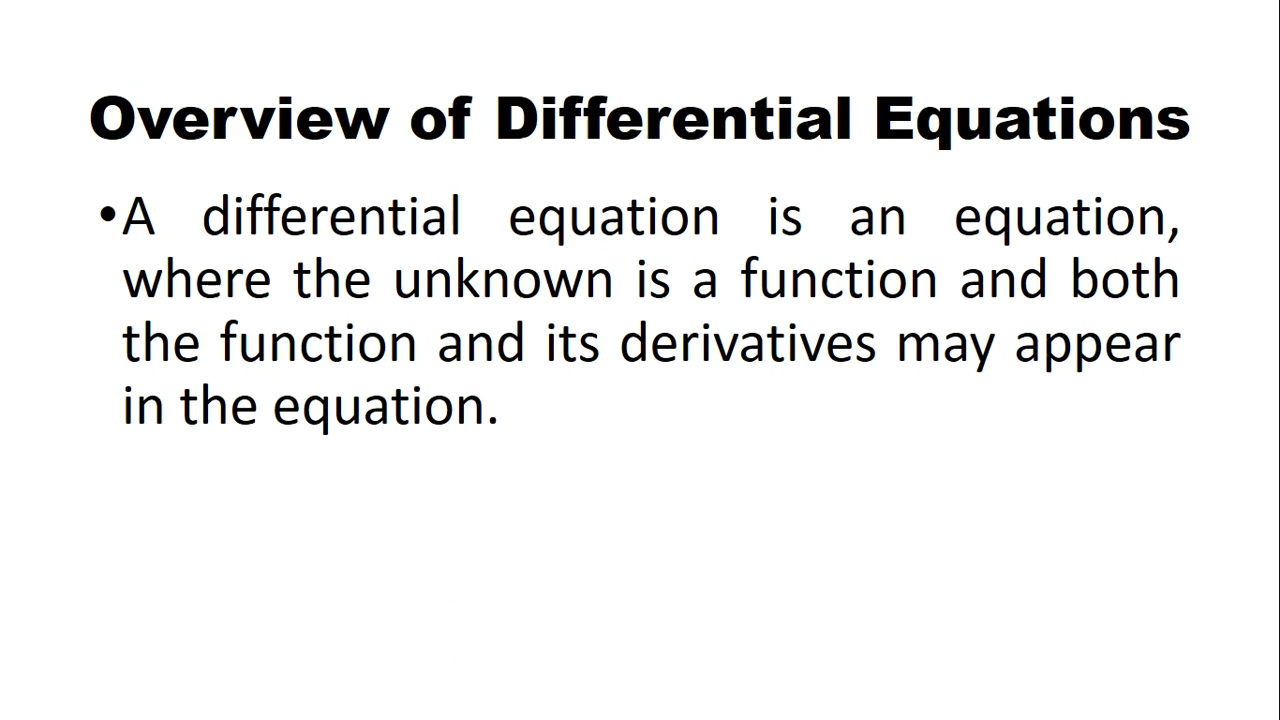 Overview of Differential Equations
•A differential equation is an equation,
where the unknown is a function and both
the function and its derivatives may appear
in the equation.